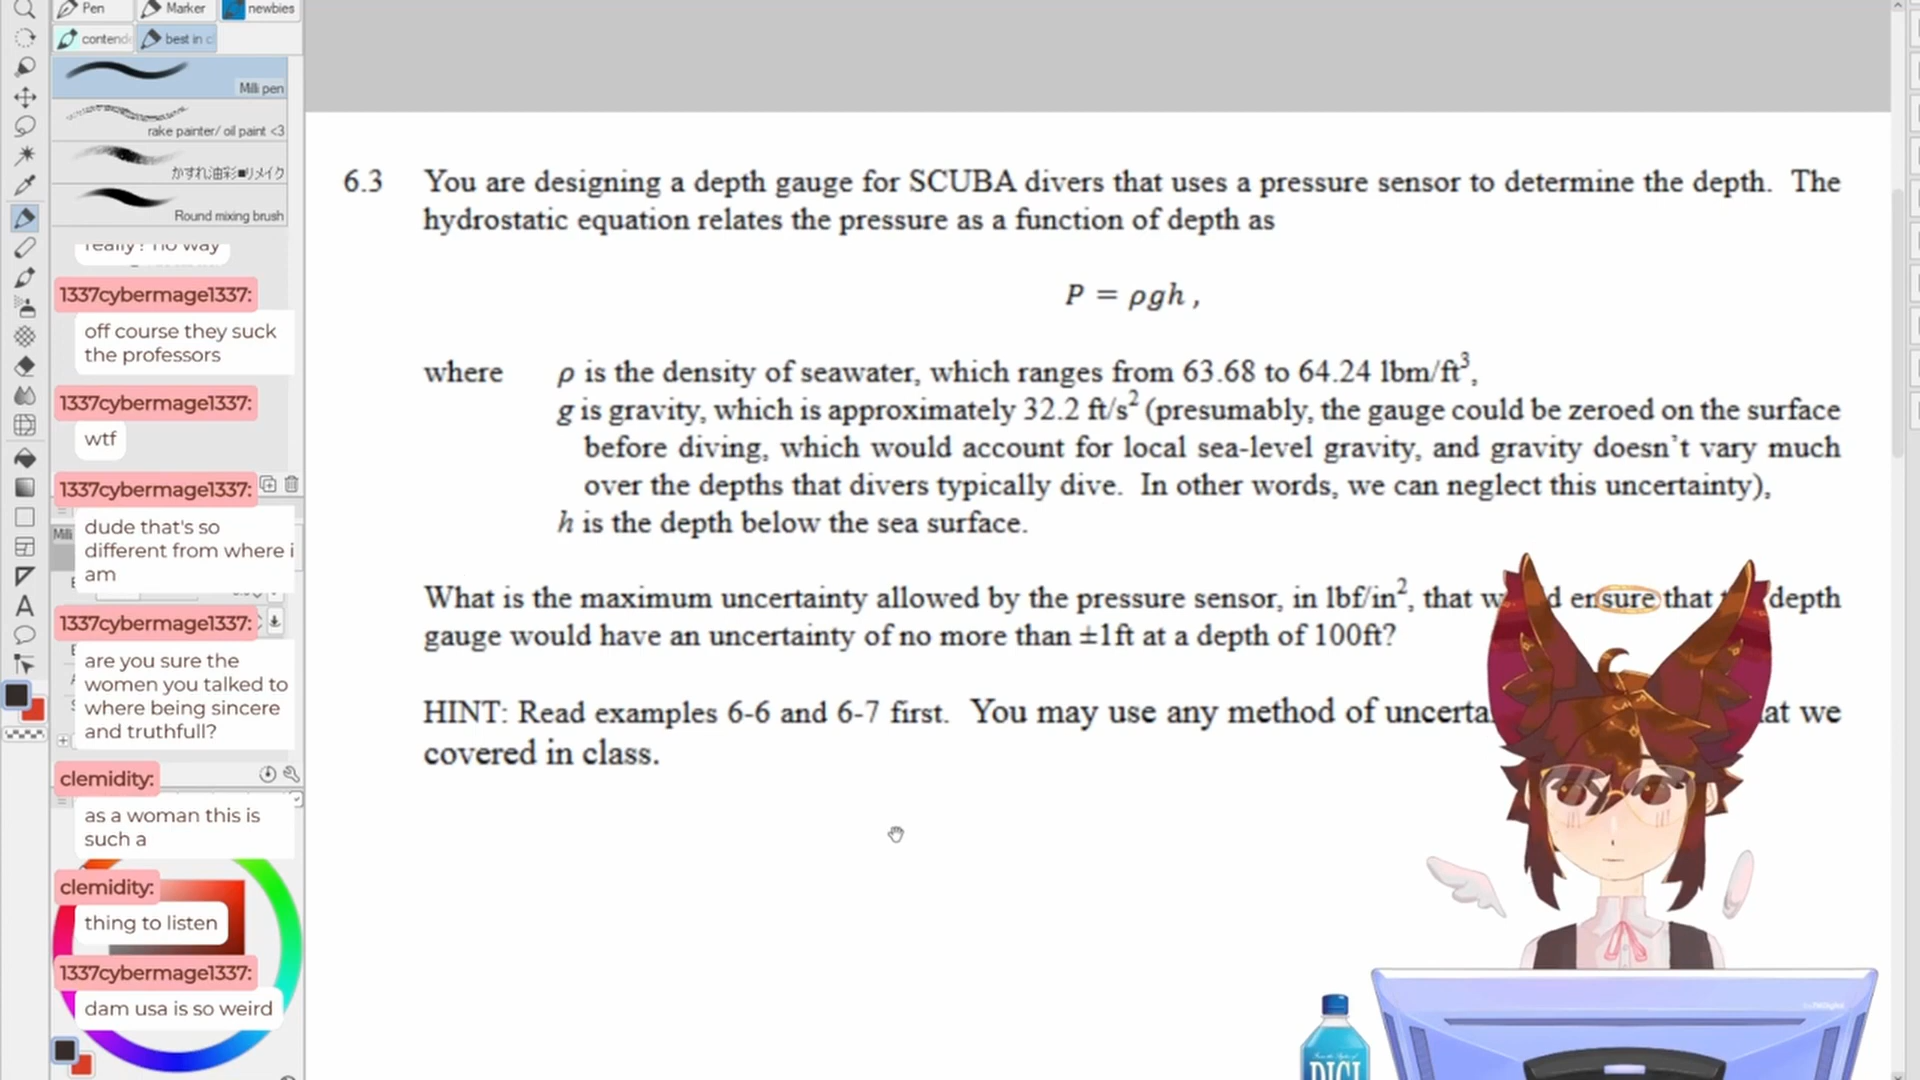 Pen
Marker
newbies
best in c
Milli pen
rake painter/ oil paint <3
かすれ油彩■リメイク
Round mixing brush
really? no way
1337cybermage1337:
off course they suck
the professors
1337cybermage1337:
wtf
1337cybermage1337:
dude that's so
different from where i
am
1337cybermage1337:
are you sure the
women you talked to
where being sincere
and truthfull?
clemidity:
as a woman this is
such a
clemidity:
thing to listen
1337cybermage1337:
dam usa is so weird
6.3 You are designing a depth gauge for SCUBA divers that uses a pressure sensor to determine the depth. The
hydrostatic equation relates the pressure as a function of depth as
P = ρgh ,
where ρ is the density of seawater, which ranges from 63.68 to 64.24 lbm/ft³,
g is gravity, which is approximately 32.2 ft/s² (presumably, the gauge could be zeroed on the surface
before diving, which would account for local sea-level gravity, and gravity doesn't vary much
over the depths that divers typically dive. In other words, we can neglect this uncertainty),
h is the depth below the sea surface.
What is the maximum uncertainty allowed by the pressure sensor, in lbf/in², that ensure that depth
gauge would have an uncertainty of no more than ±1ft at a depth of 100ft?
HINT: Read examples 6-6 and 6-7 first. You may use any method of at we
covered in class.
DIGI